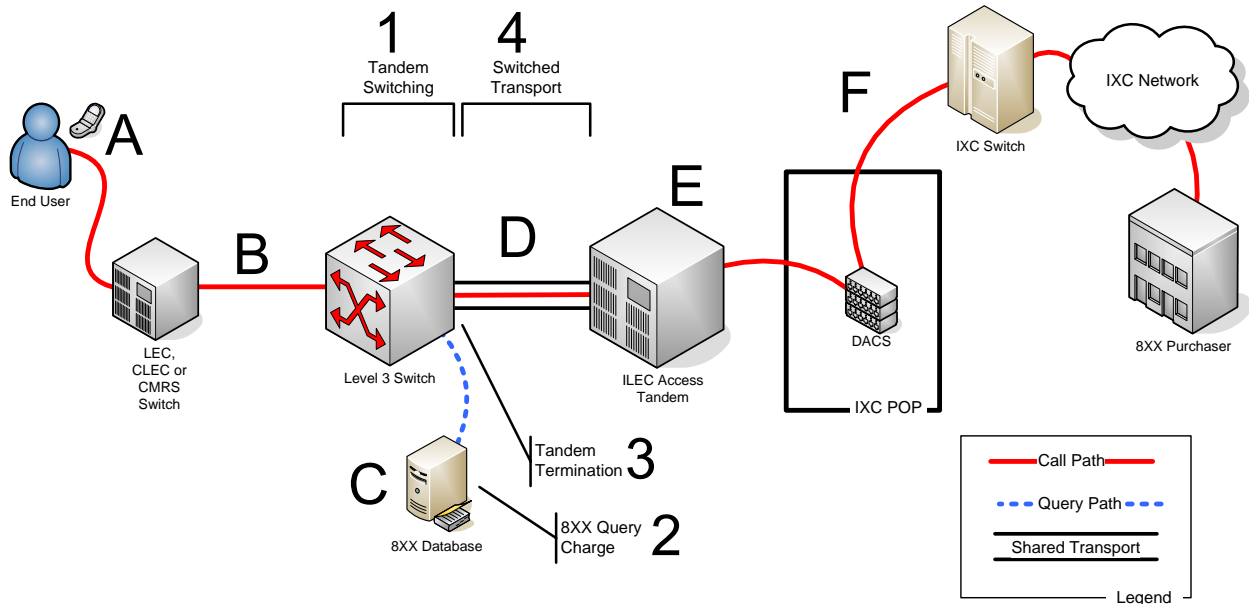 1
Tandem
Switching
4
Switched
Transport
A
End User
B
LEC,
CLEC or
CMRS
Switch
Level 3 Switch
D
E
ILEC Access
Tandem
F
IXC Switch
IXC Network
8XX Purchaser
DACS
IXC POP
C
8XX Database
Tandem
Termination
3
8XX Query
Charge
2
Call Path
Query Path
Shared Transport
Legend